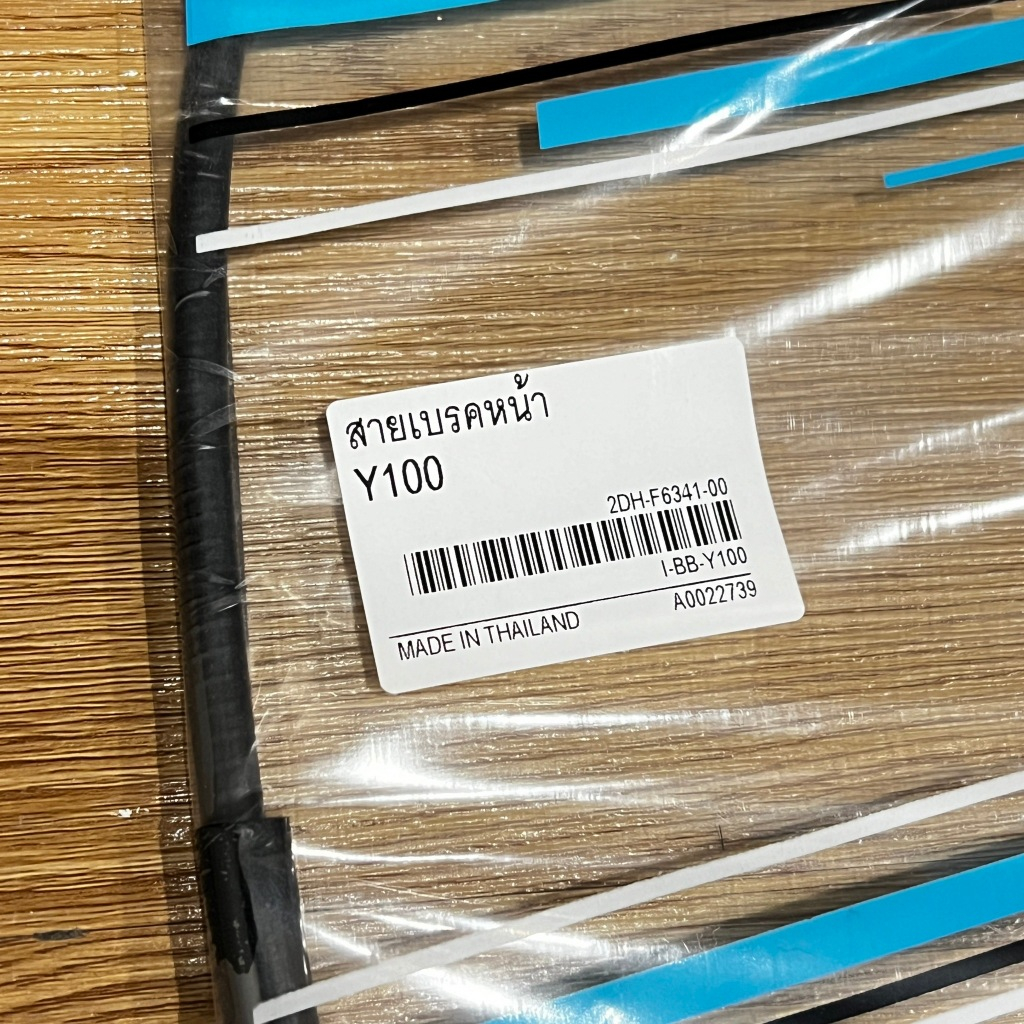 สายเบรคหน้า
Y100
2DH-F6341-00
I-BB-Y100
A0022739
MADE IN THAILAND